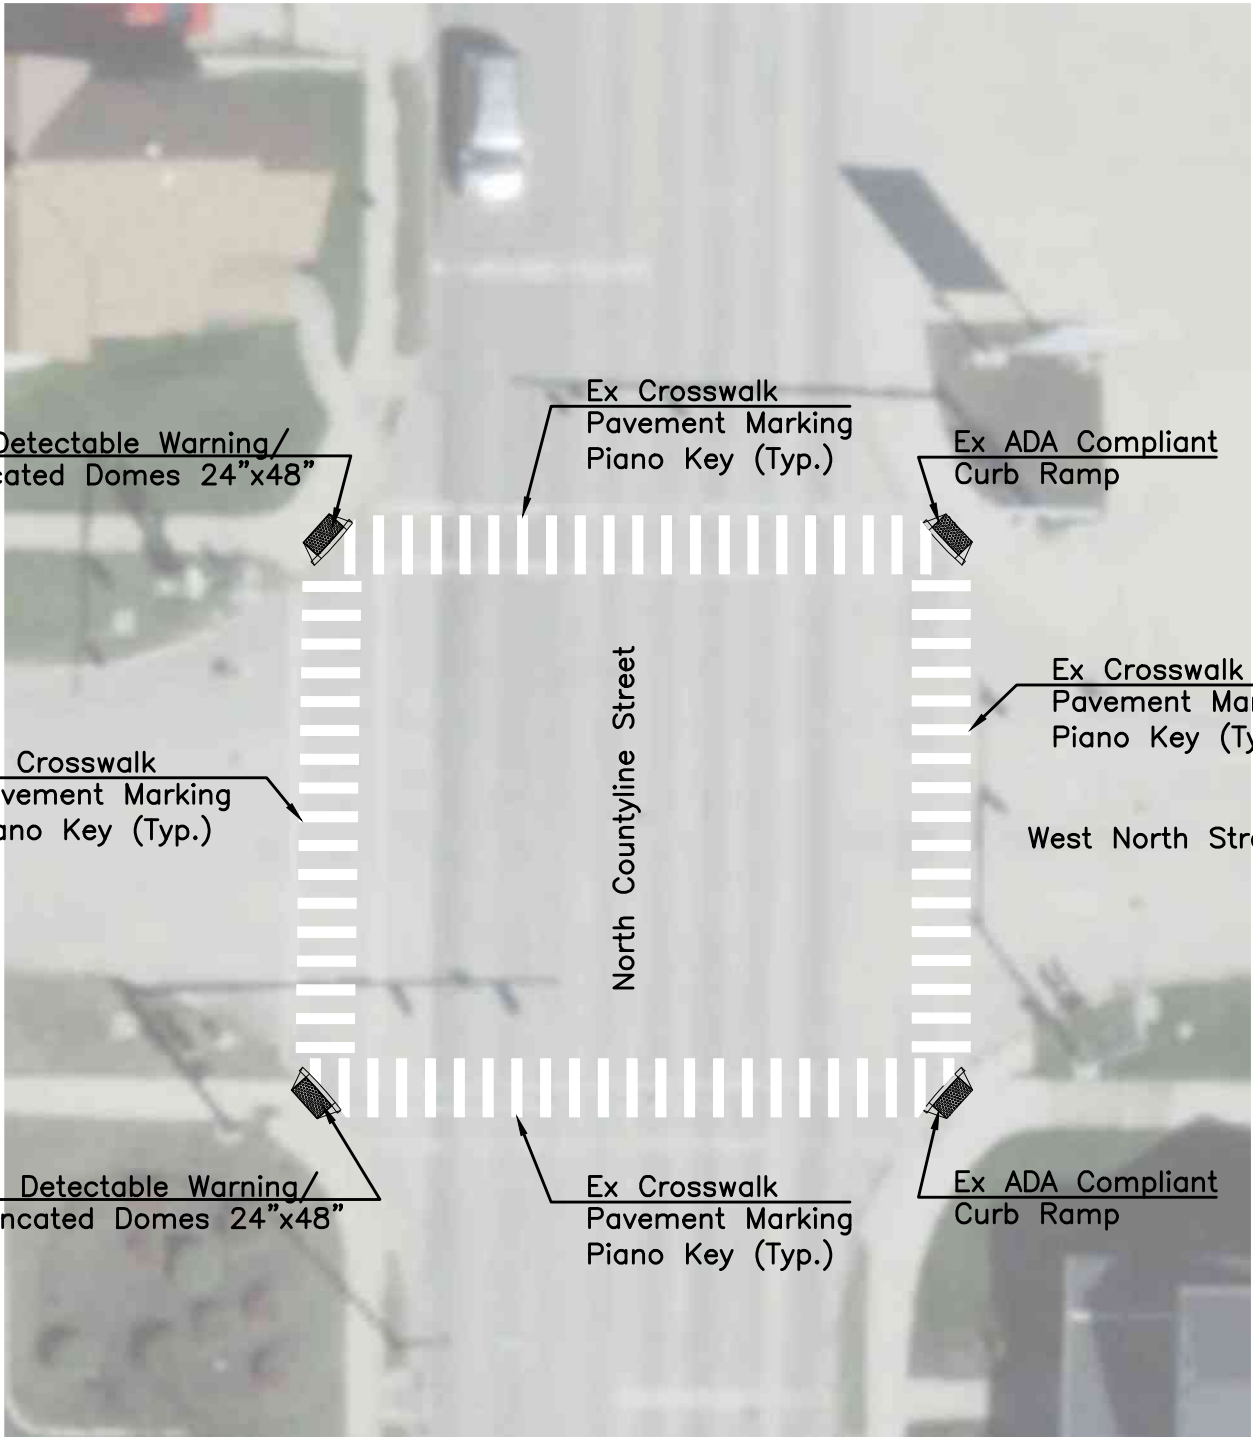 Ex Crosswalk
Pavement Marking
Piano Key (Typ.)
Detectable Warning/
Domes 24"x48"
Ex ADA Compliant
Curb Ramp
North Countyline Street
Ex Crosswalk
Pavement
Piano Key
Crosswalk
Marking
Key (Typ.)
West North
Detectable Warning/
Domes 24"x48"
Ex Crosswalk
Pavement Marking
Piano Key (Typ.)
Ex ADA Compliant
Curb Ramp